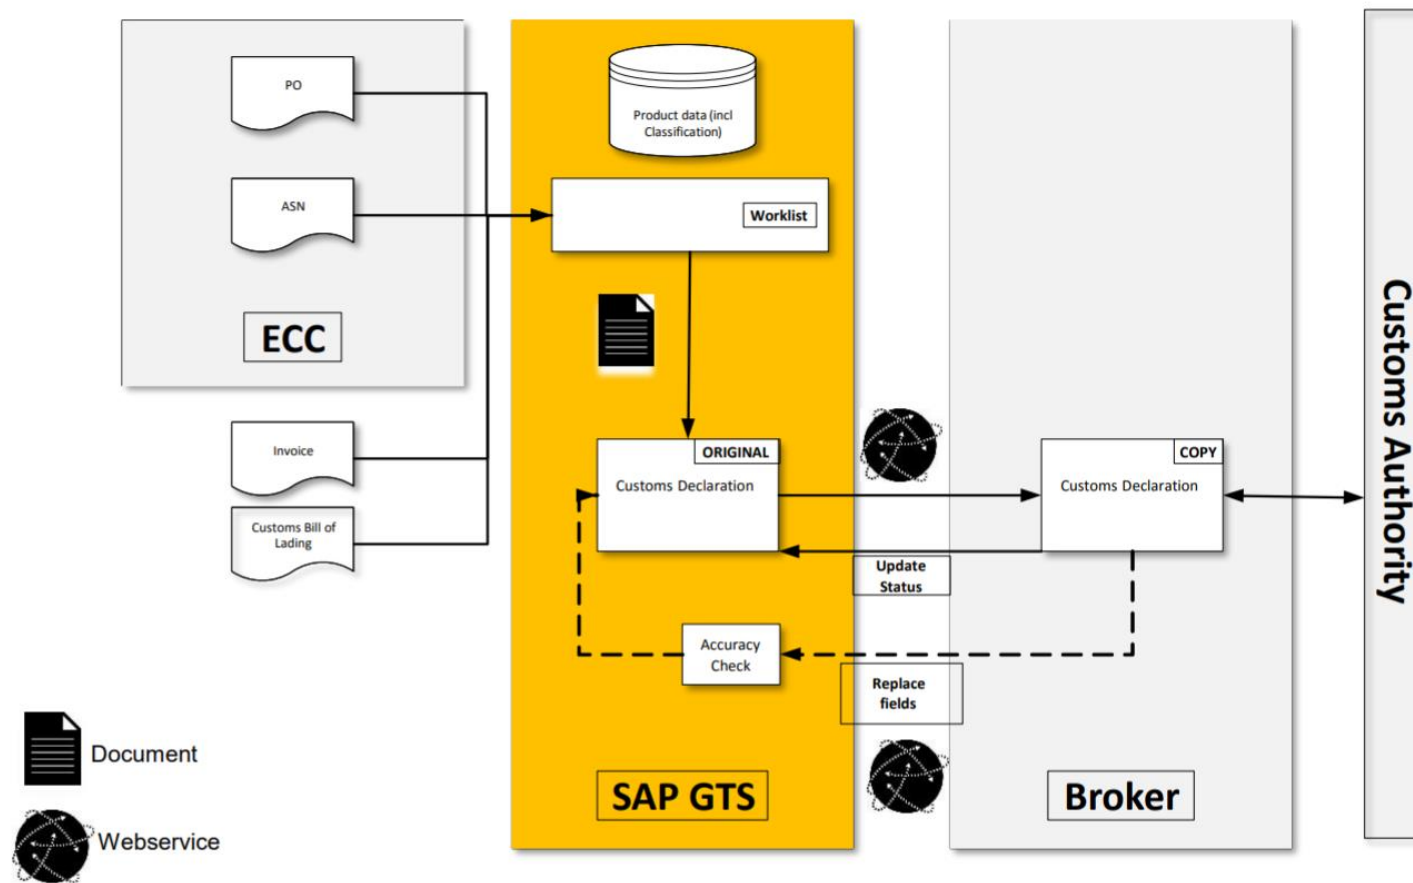 PO
Product data (incl
Classification)
ASN
Worklist
ECC
Invoice
ORIGINAL
Customs Declaration
COPY
Customs Declaration
Customs Bill of
Lading
Update
Status
Accuracy
Check
Replace
fields
Document
SAP GTS
Broker
Webservice
Customs Authority